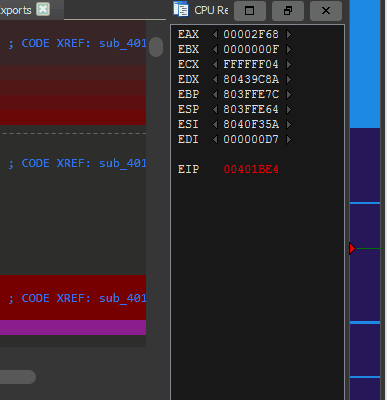 xports
CPU Re
; CODE XREF: sub_401
; CODE XREF: sub_401
; CODE XREF: sub_401
EAX 00002F68
EBX 0000000F
ECX FFFFFF04
EDX 80439C8A
EBP 803FFE7C
ESP 803FFE64
ESI 8040F35A
EDI 000000D7
EIP 00401BE4